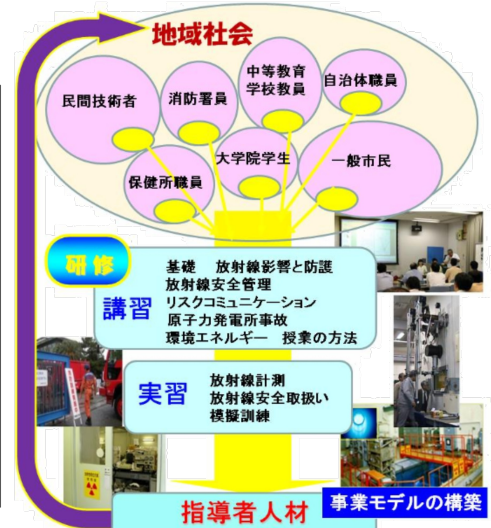 地域社会
民間技術者
消防署員
中等教育
学校教員
自治体職員
保健所職員
大学院学生
一般市民
研修
講習
基礎 放射線影響と防護
放射線安全管理
リスクコミュニケーション
原子力発電所事故
環境エネルギー 授業の方法
実習
放射線計測
放射線安全取扱い
模擬訓練
指導者人材
事業モデルの構築